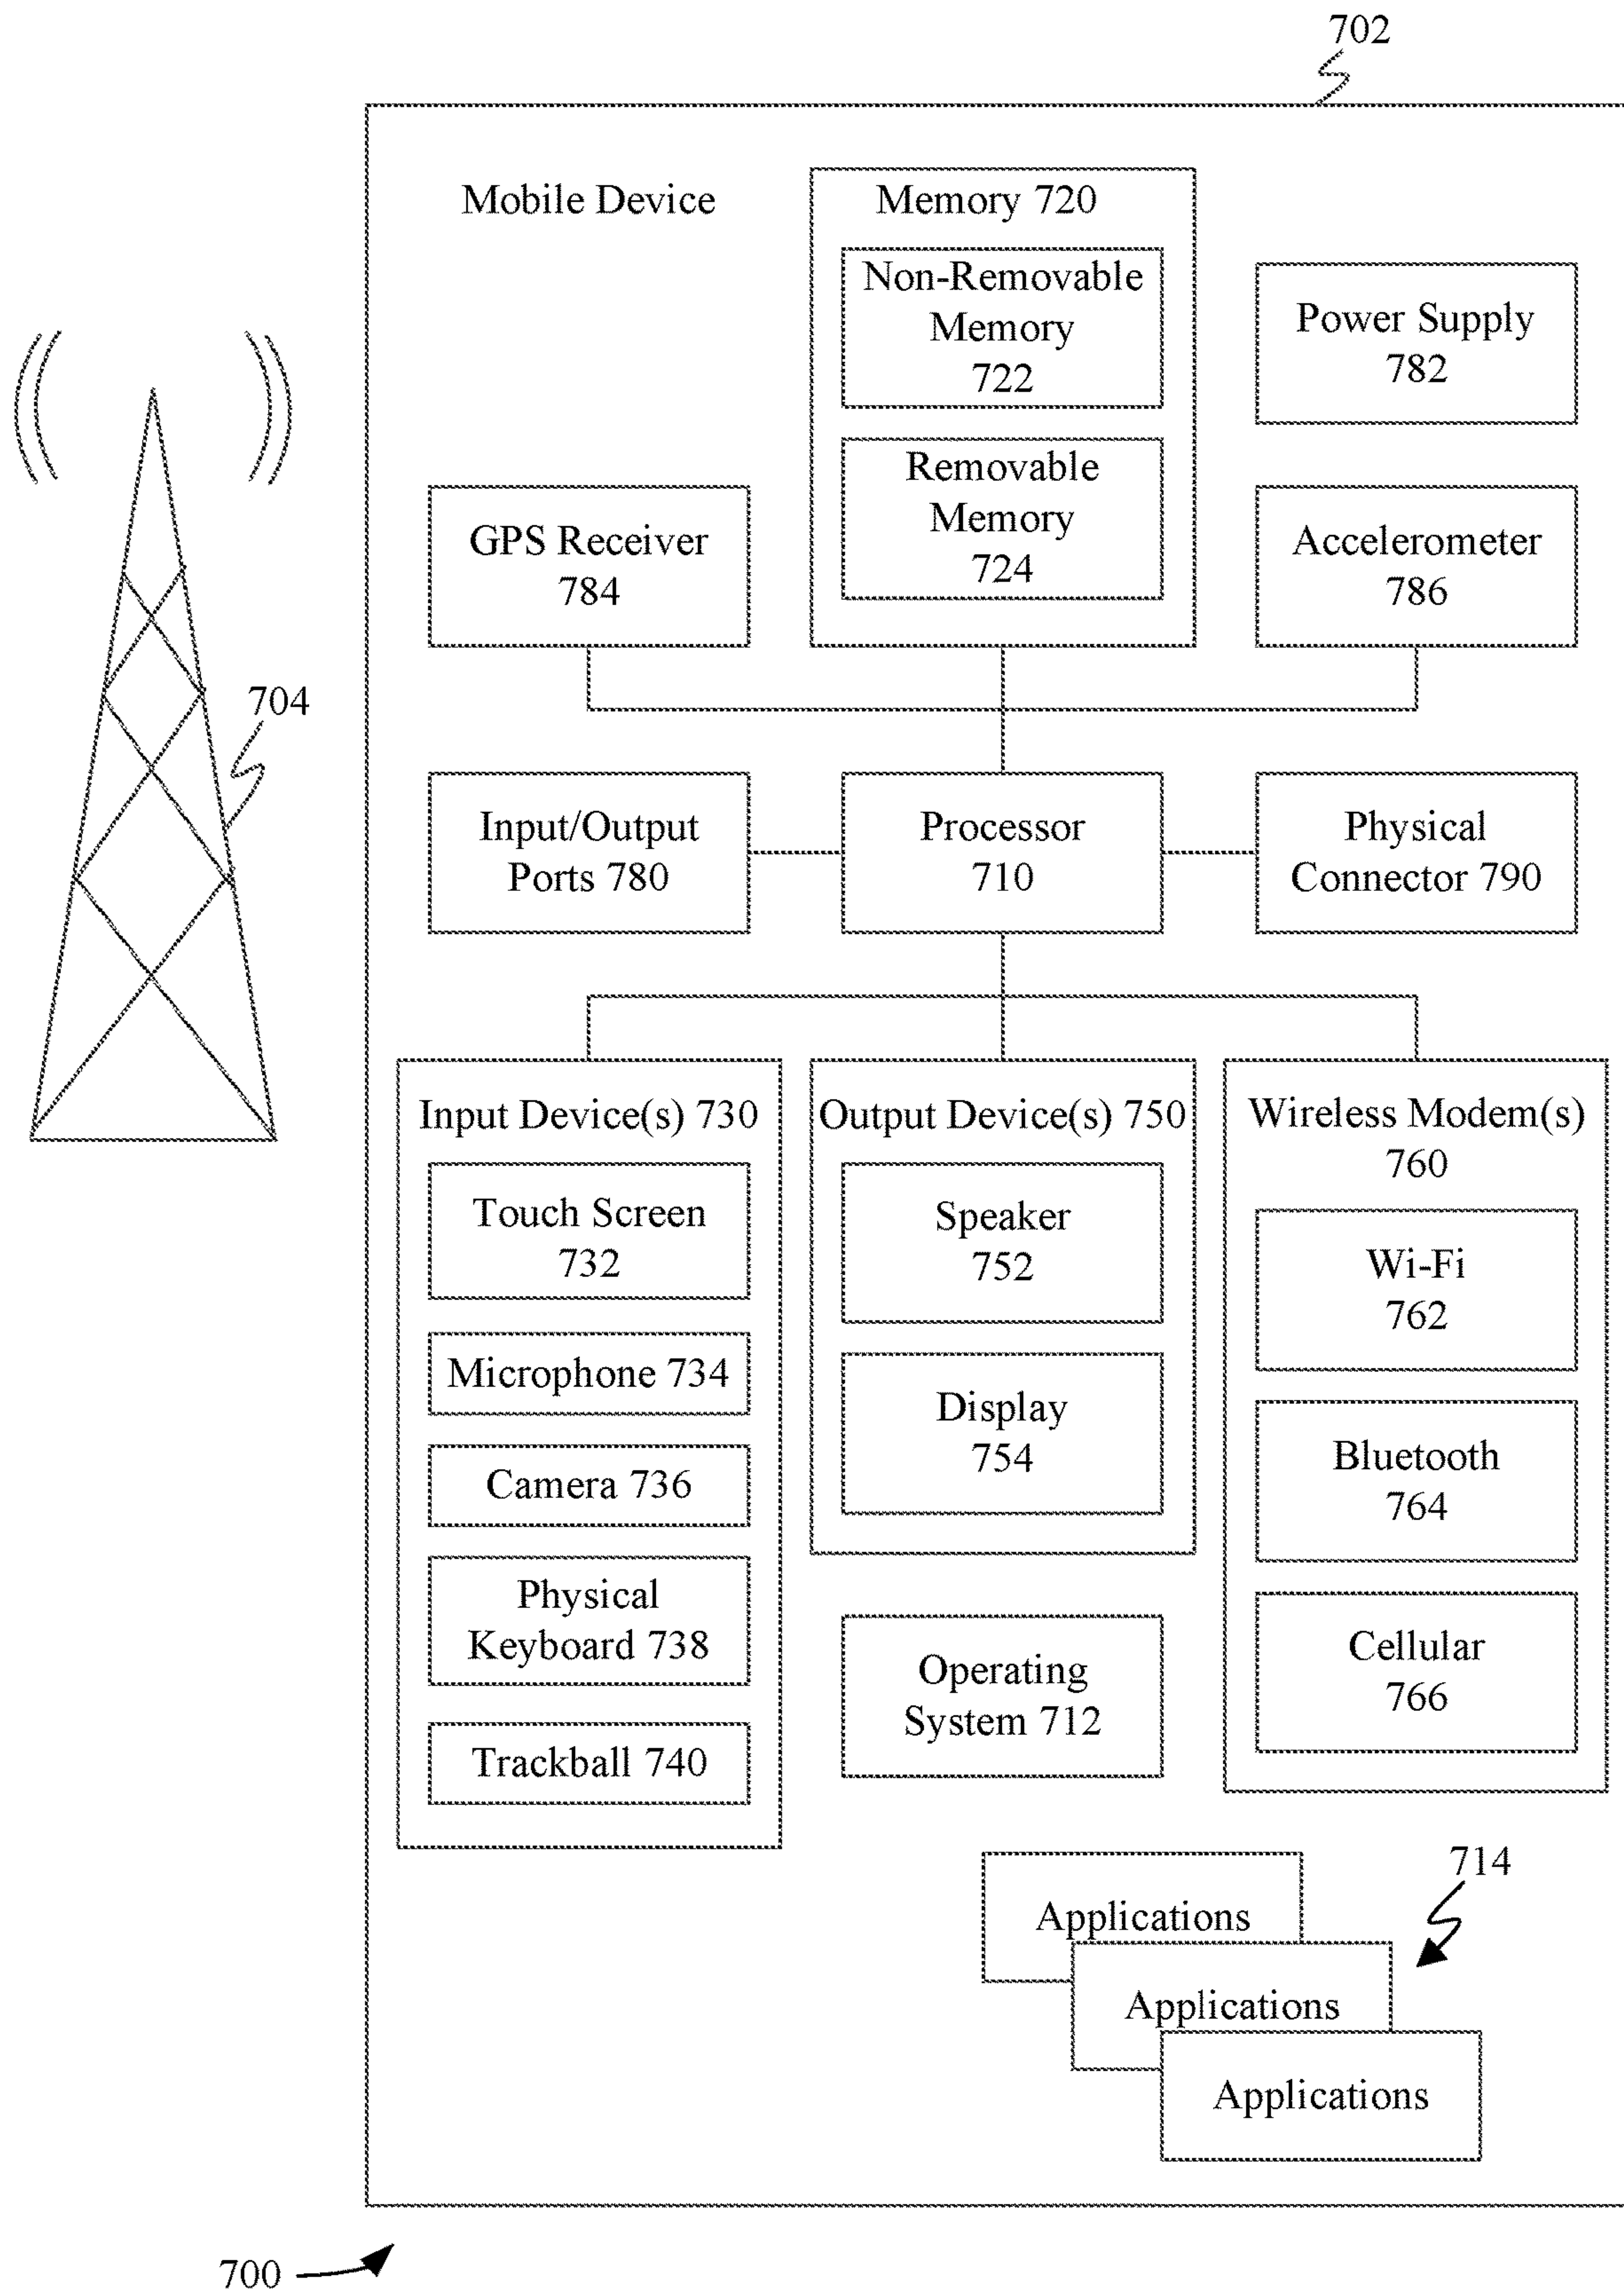 702
Mobile Device
Memory 720
Non-Removable
Memory
722
Removable
Memory
724
Power Supply
782
GPS Receiver
784
Accelerometer
786
704
Input/Output
Ports 780
Processor
710
Physical
Connector 790
Input Device(s) 730
Touch Screen
732
Microphone 734
Camera 736
Physical
Keyboard 738
Trackball 740
Output Device(s) 750
Speaker
752
Display
754
Operating
System 712
Wireless Modem(s)
760
Wi-Fi
762
Bluetooth
764
Cellular
766
714
Applications
Applications
Applications
700